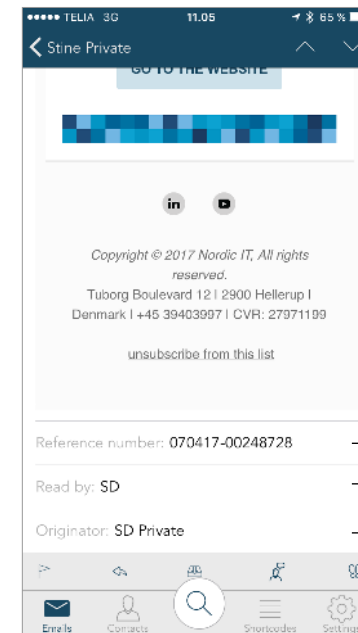 TELIA 3G 11.05 65 %
Stine Private
GO TO THE WEBSITE
in
Copyright © 2017 Nordic IT, All rights
reserved.
Tuborg Boulevard 12 | 2900 Hellerup |
Denmark | +45 39403997 | CVR: 27971199
unsubscribe from this list
Reference number: 070417-00248728
Read by: SD
Originator: SD Private
Emails Contacts Shortcodes Settings